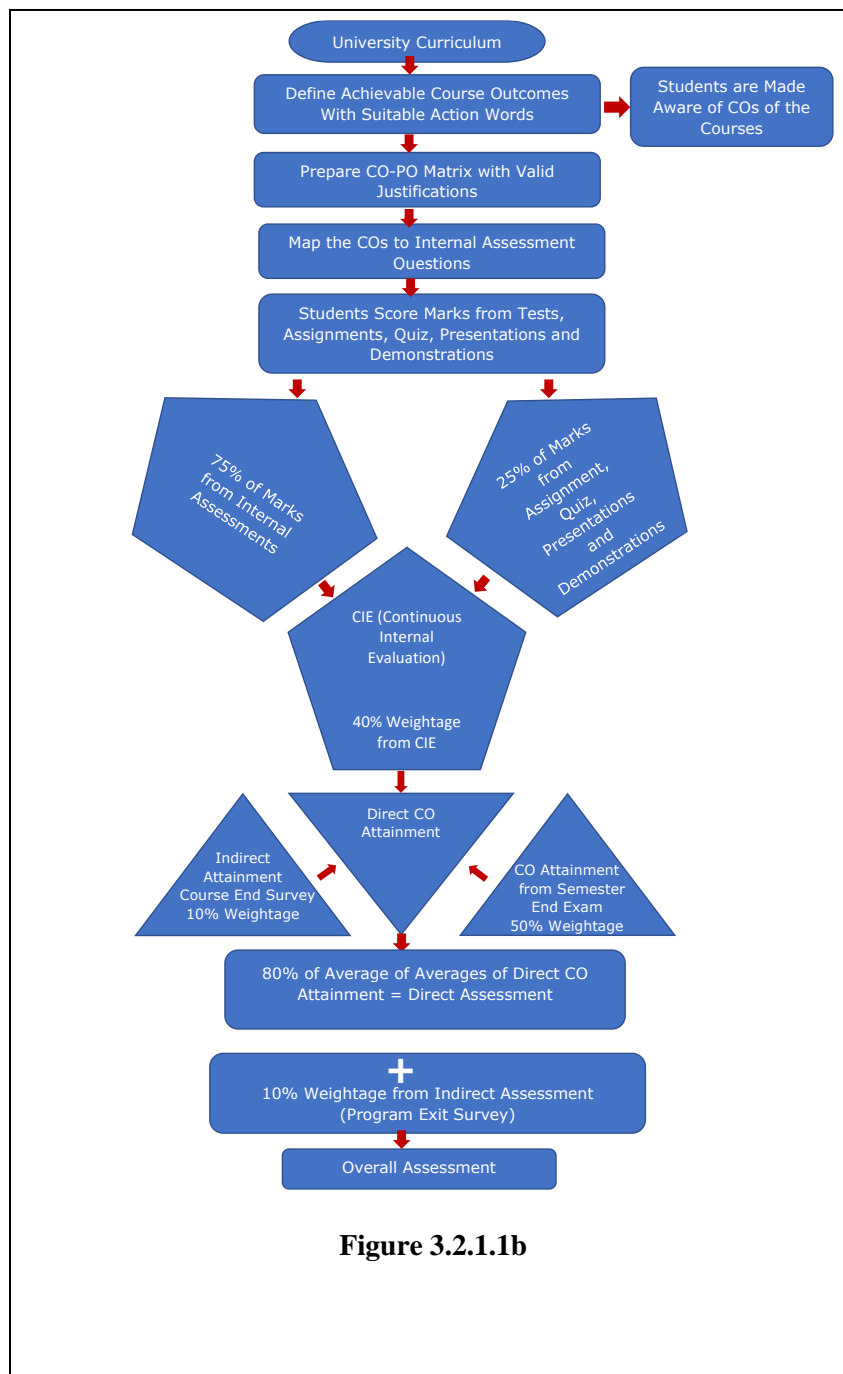 University Curriculum
Define Achievable Course Outcomes
With Suitable Action Words
Students are Made
Aware of COs of the
Courses
Prepare CO-PO Matrix with Valid
Justifications
Map the COs to Internal Assessment
Questions
Students Score Marks from Tests,
Assignments, Quiz, Presentations and
Demonstrations
75% of Marks
from Internal
Assessments
25% of Marks
from
Assignment,
Quiz,
Presentations
and
Demonstrations
CIE (Continuous
Internal
Evaluation)
40% Weightage
from CIE
Direct CO
Attainment
Indirect
Attainment
Course End Survey
10% Weightage
CO Attainment
from Semester
End Exam
50% Weightage
80% of Average of Averages of Direct CO
Attainment = Direct Assessment
+
10% Weightage from Indirect Assessment
(Program Exit Survey)
Overall Assessment
Figure 3.2.1.1b